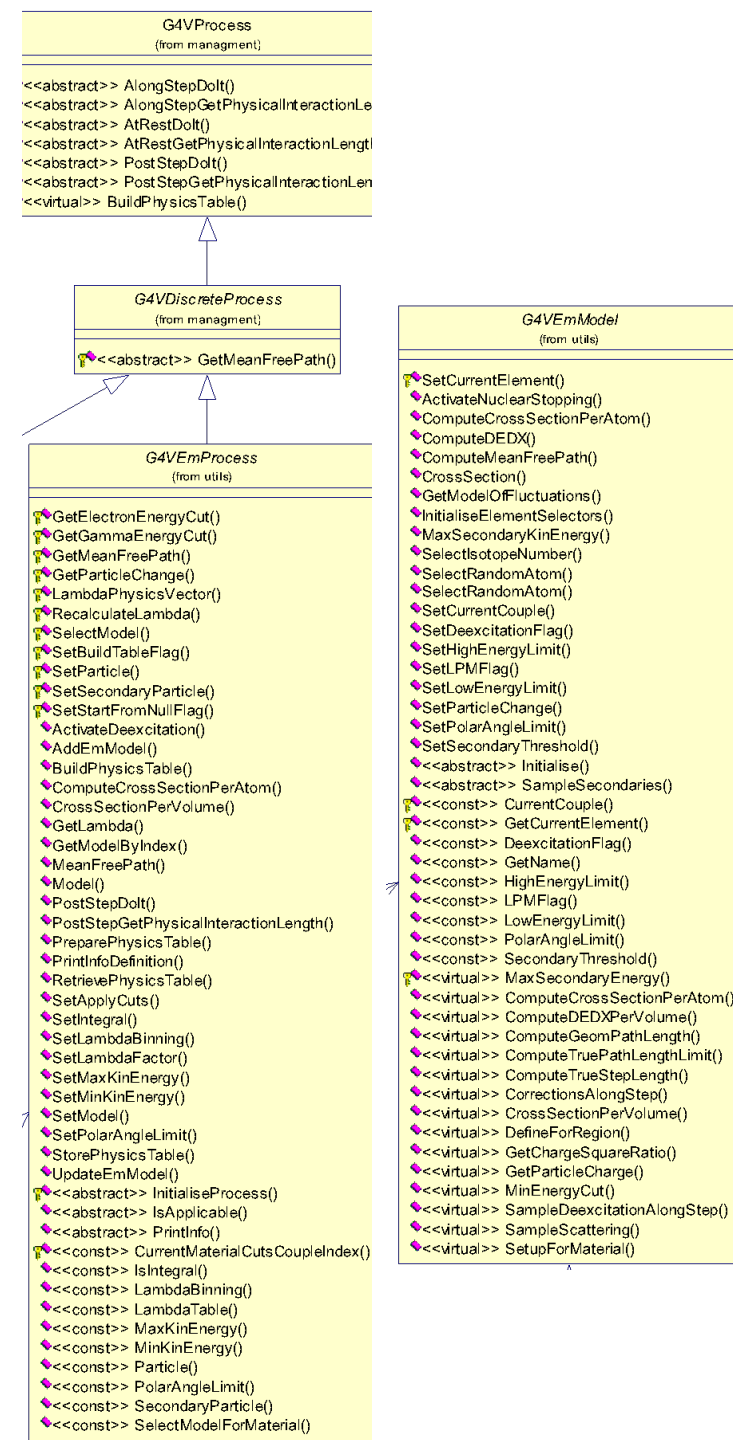 G4VProcess
(from managment)
<<abstract>> AlongStepDoIt()
<<abstract>> AlongStepGetPhysicalInteractionLe
<<abstract>> AtRestDoIt()
<<abstract>> AtRestGetPhysicalInteractionLengt
<<abstract>> PostStepDoIt()
<<abstract>> PostStepGetPhysicalInteractionLen
<<virtual>> BuildPhysicsTable()
G4VDiscreteProcess
(from managment)
<<abstract>> GetMeanFreePath()
G4VEmProcess
(from utils)
GetElectronEnergyCut()
GetGammaEnergyCut()
GetMeanFreePath()
GetParticleChange()
LambdaPhysicsVector()
RecalculateLambda()
SelectModel()
SetBuildTableFlag()
SetParticle()
SetSecondaryParticle()
SetStartFromNullFlag()
ActivateDeexcitation()
AddEmModel()
BuildPhysicsTable()
ComputeCrossSectionPerAtom()
CrossSectionPerVolume()
GetLambda()
GetModelByIndex()
MeanFreePath()
Model()
PostStepDoIt()
PostStepGetPhysicalInteractionLength()
PreparePhysicsTable()
PrintInfoDefinition()
RetrievePhysicsTable()
SetApplyCuts()
SetIntegral()
SetLambdaBinning()
SetLambdaFactor()
SetMaxKinEnergy()
SetMinKinEnergy()
SetModel()
SetPolarAngleLimit()
StorePhysicsTable()
UpdateEmModel()
<<abstract>> InitialiseProcess()
<<abstract>> IsApplicable()
<<abstract>> PrintInfo()
<<const>> CurrentMaterialCutsCoupleIndex()
<<const>> IsIntegral()
<<const>> LambdaBinning()
<<const>> LambdaTable()
<<const>> MaxKinEnergy()
<<const>> MinKinEnergy()
<<const>> Particle()
<<const>> PolarAngleLimit()
<<const>> SecondaryParticle()
<<const>> SelectModelForMaterial()
G4VEmModel
(from utils)
SetCurrentElement()
ActivateNuclearStopping()
ComputeCrossSectionPerAtom()
ComputeDEDX()
ComputeMeanFreePath()
CrossSection()
GetModelOfFluctuations()
InitialiseElementSelectors()
MaxSecondaryKinEnergy()
SelectIsotopeNumber()
SelectRandomAtom()
SelectRandomAtom()
SetCurrentCouple()
SetDeexcitationFlag()
SetHighEnergyLimit()
SetLPMFlag()
SetLowEnergyLimit()
SetParticleChange()
SetPolarAngleLimit()
SetSecondaryThreshold()
<<abstract>> Initialise()
<<abstract>> SampleSecondaries()
<<const>> CurrentCouple()
<<const>> GetCurrentElement()
<<const>> DeexcitationFlag()
<<const>> GetName()
<<const>> HighEnergyLimit()
<<const>> LPMFlag()
<<const>> LowEnergyLimit()
<<const>> PolarAngleLimit()
<<const>> SecondaryThreshold()
<<virtual>> MaxSecondaryEnergy()
<<virtual>> ComputeCrossSectionPerAtom()
<<virtual>> ComputeDEDXPerVolume()
<<virtual>> ComputeGeomPathLength()
<<virtual>> ComputeTruePathLengthLimit()
<<virtual>> ComputeTrueStepLength()
<<virtual>> CorrectionsAlongStep()
<<virtual>> CrossSectionPerVolume()
<<virtual>> DefineForRegion()
<<virtual>> GetChargeSquareRatio()
<<virtual>> GetParticleCharge()
<<virtual>> MinEnergyCut()
<<virtual>> SampleDeexcitationAlongStep()
<<virtual>> SampleScattering()
<<virtual>> SetupForMaterial()